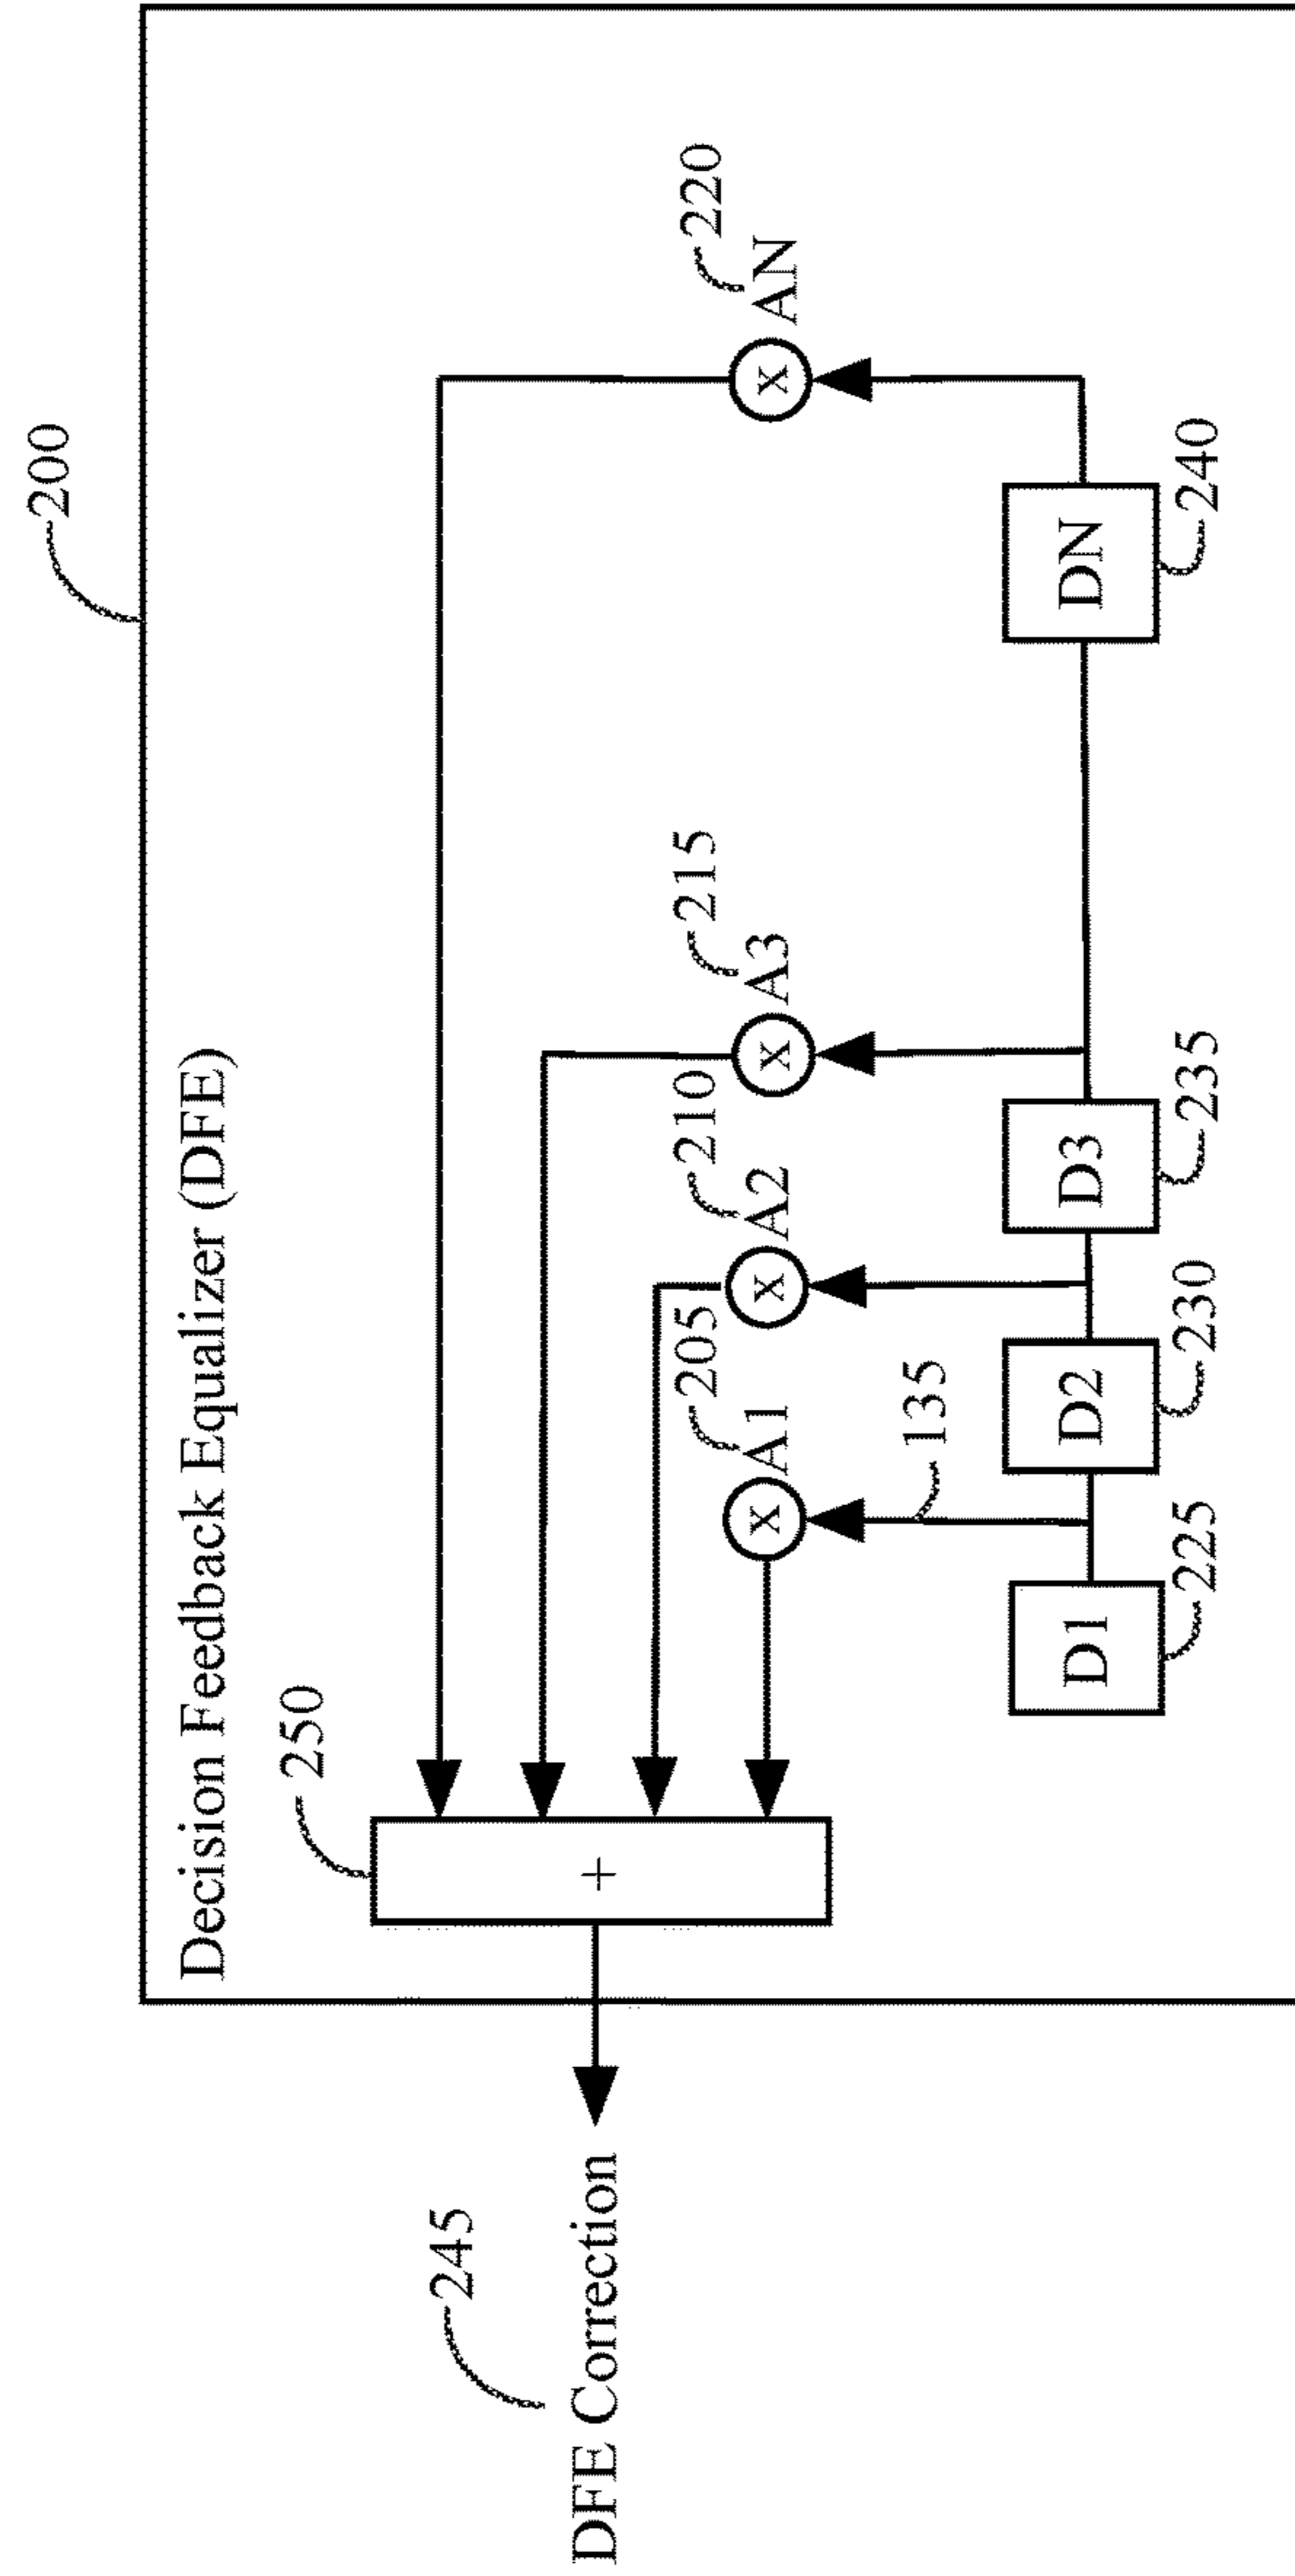 200
Decision Feedback Equalizer (DFE)
250
245
DFE Correction
+
205
210
215
220
A1
A2
A3
AN
x
x
x
x
135
D1
D2
D3
DN
225
230
235
240